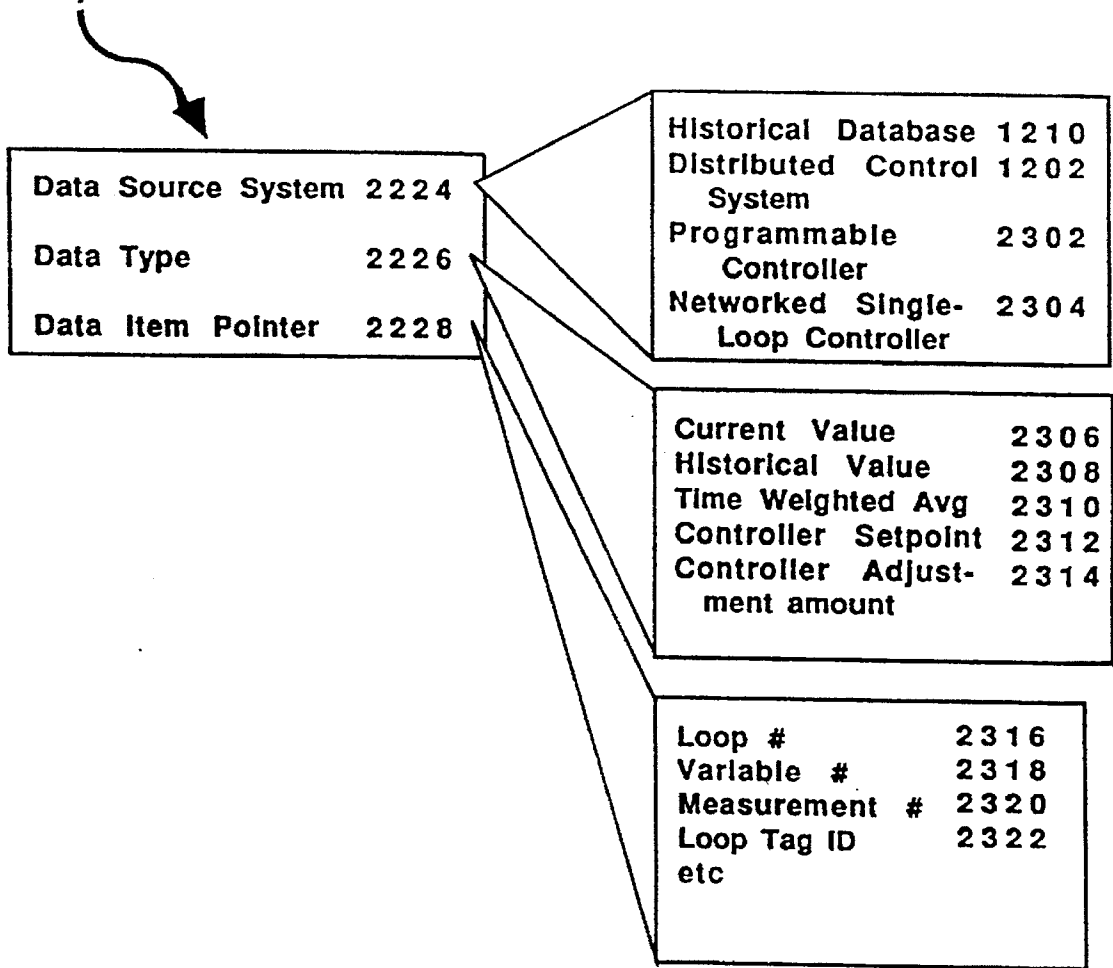 Data Source System 2224
Data Type 2226
Data Item Pointer 2228
Historical Database 1210
Distributed Control 1202
System
Programmable 2302
Controller
Networked Single- 2304
Loop Controller
Current Value 2306
Historical Value 2308
Time Weighted Avg 2310
Controller Setpoint 2312
Controller Adjust- 2314
ment amount
Loop # 2316
Variable # 2318
Measurement # 2320
Loop Tag ID 2322
etc